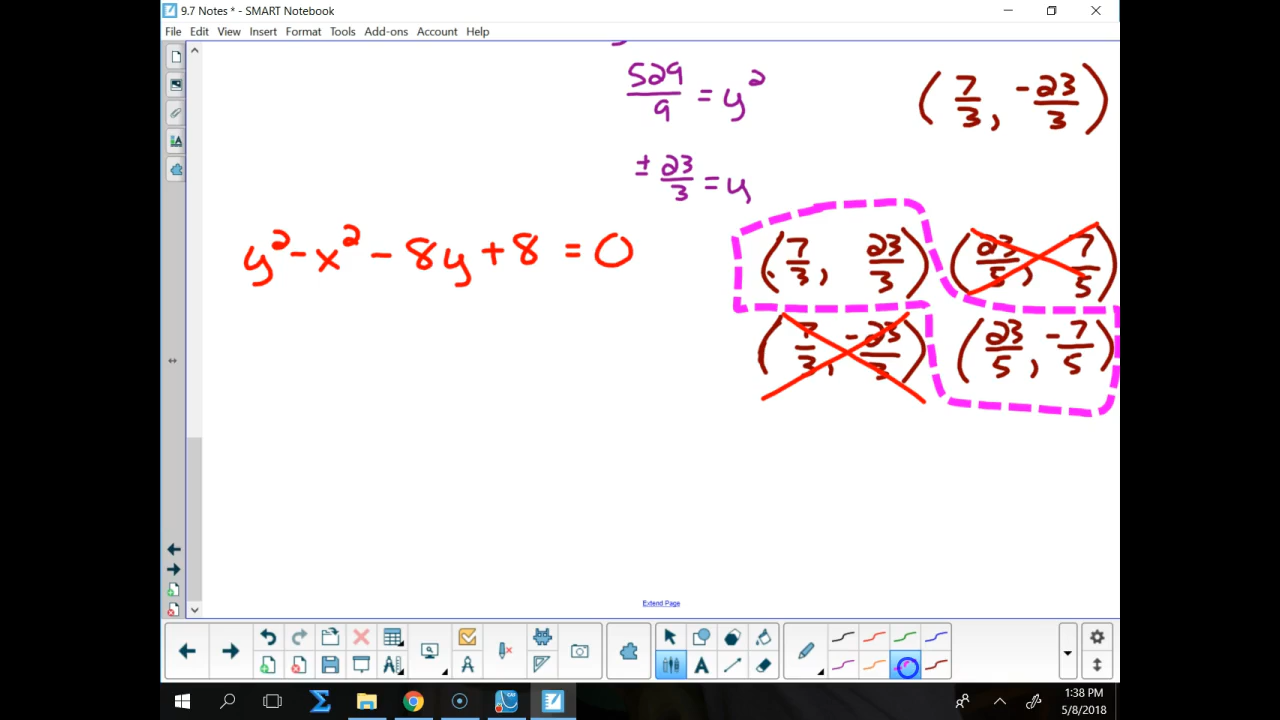 9.7 Notes * - SMART Notebook
File Edit View Insert Format Tools Add-ons Account Help
529/9 = y²
(7/3, -23/3)
± 23/3 = y
y² - x² - 8y + 8 = 0
(7/3, 23/3) (23/5, 7/5)
(7/3, -23/3) (23/5, -7/5)
Extend Page
1:38 PM
5/8/2018